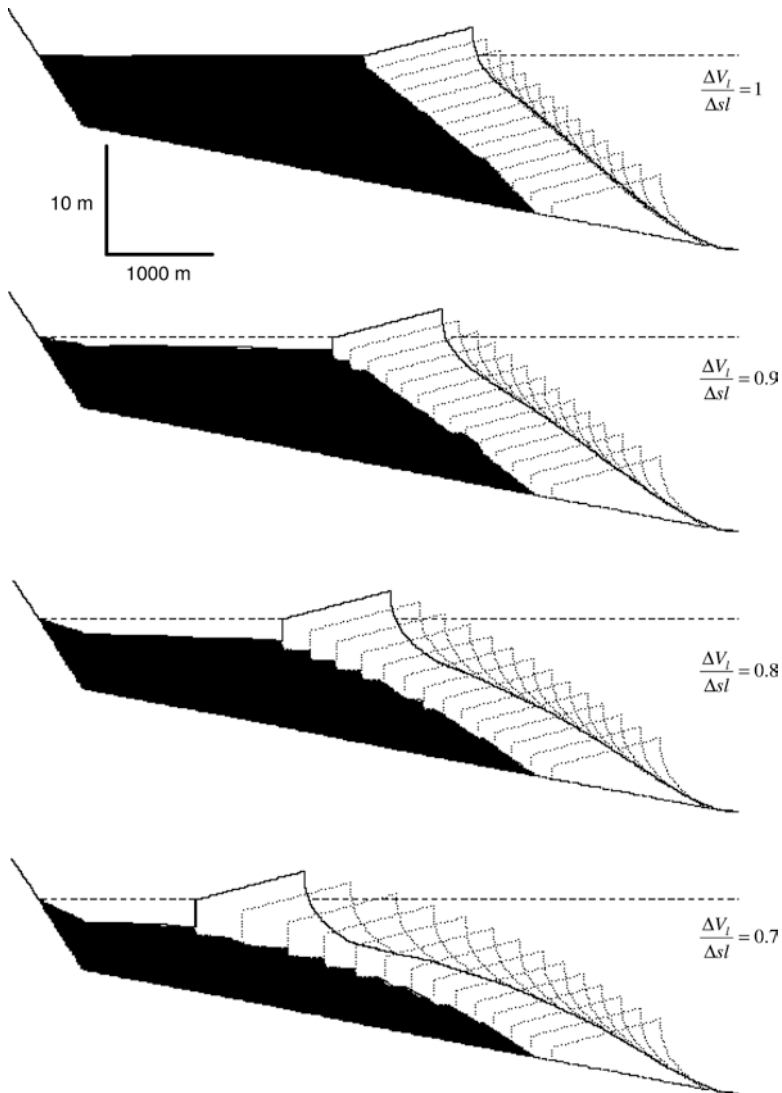 ΔV_l/Δsl = 1
10 m
1000 m
ΔV_l/Δsl = 0.9
ΔV_l/Δsl = 0.8
ΔV_l/Δsl = 0.7